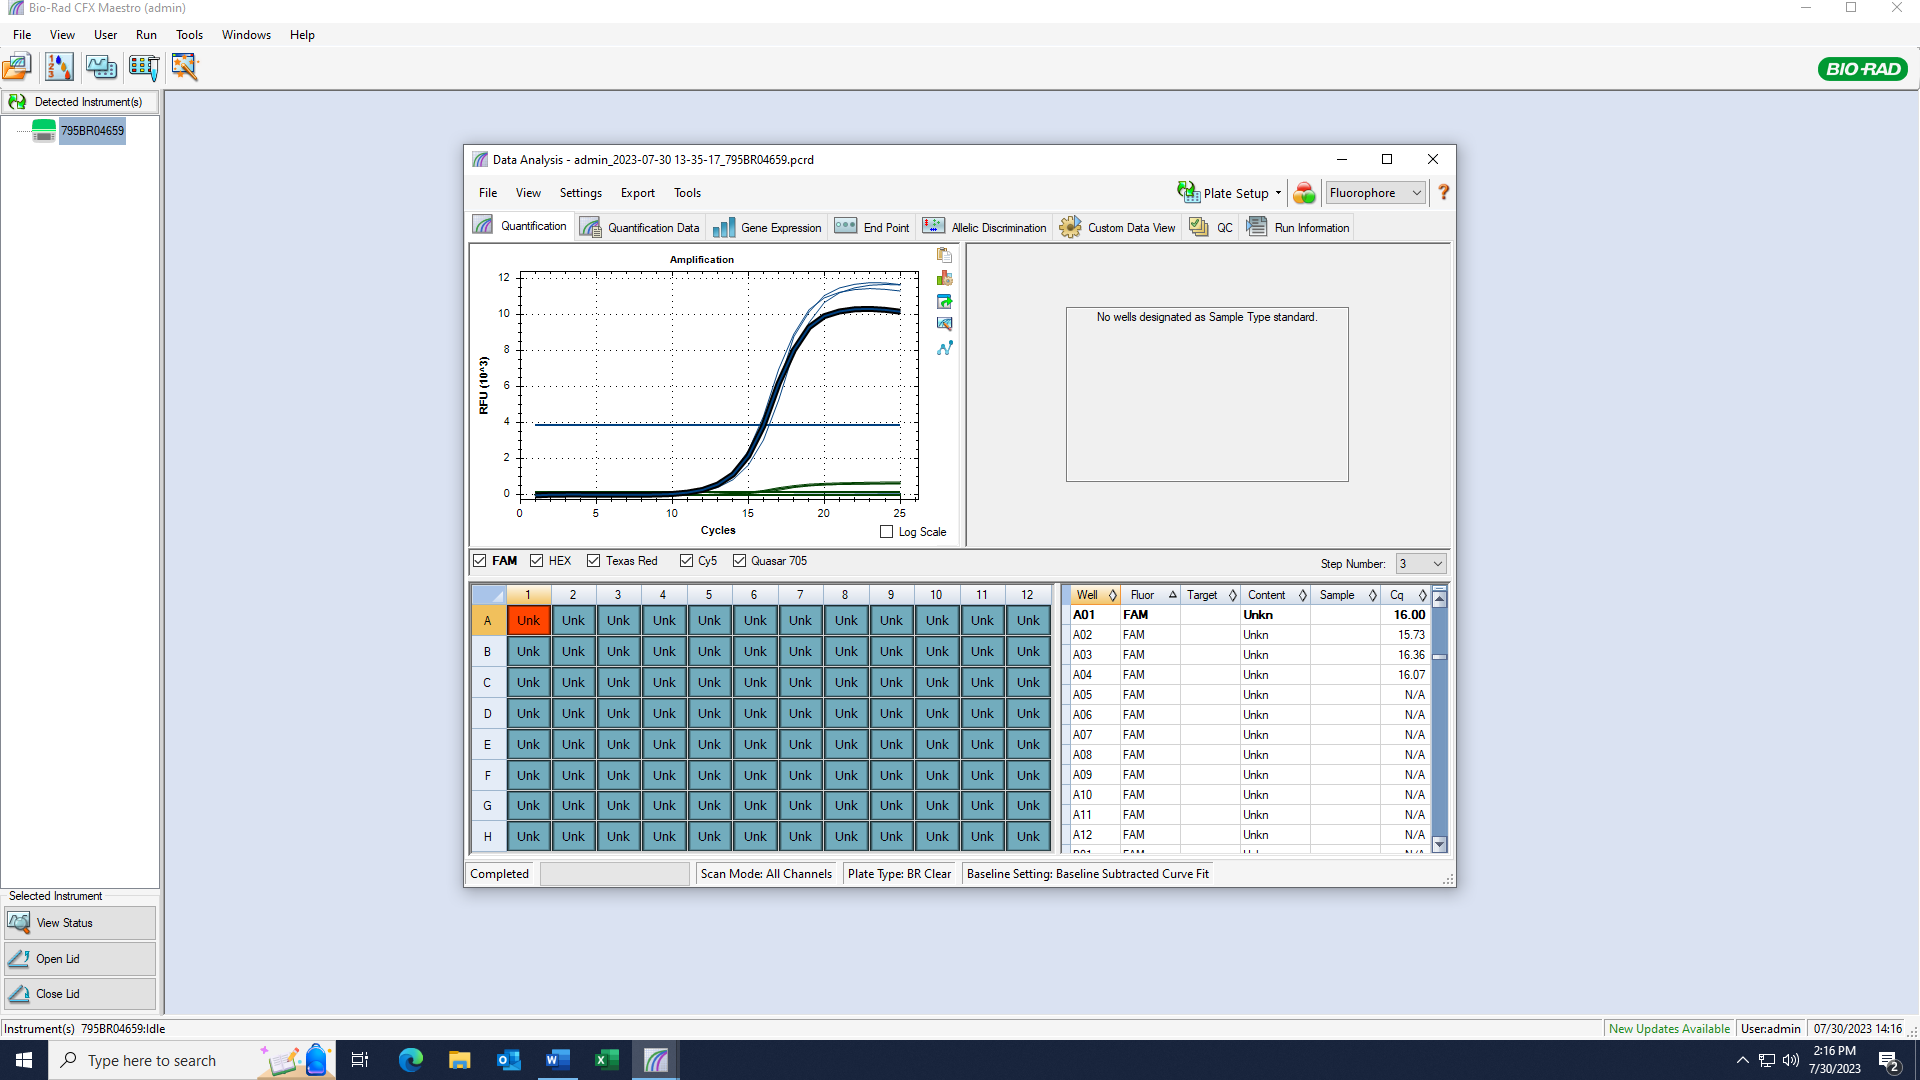 Bio-Rad CFX Maestro (admin)
File View User Run Tools Windows Help
BIO-RAD
Detected Instrument(s)
795BR04659
Data Analysis - admin_2023-07-30 13-35-17_795BR04659.pcrd
File View Settings Export Tools
Plate Setup Fluorophore ?
Quantification Quantification Data Gene Expression End Point Allelic Discrimination Custom Data View QC Run Information
Amplification
12
10
8
6
4
2
0
RFU (10^3)
0 5 10 15 20 25
Cycles
Log Scale
No wells designated as Sample Type standard.
FAM HEX Texas Red Cy5 Quasar 705
Step Number: 3
1 2 3 4 5 6 7 8 9 10 11 12
A Unk Unk Unk Unk Unk Unk Unk Unk Unk Unk Unk Unk
B Unk Unk Unk Unk Unk Unk Unk Unk Unk Unk Unk Unk
C Unk Unk Unk Unk Unk Unk Unk Unk Unk Unk Unk Unk
D Unk Unk Unk Unk Unk Unk Unk Unk Unk Unk Unk Unk
E Unk Unk Unk Unk Unk Unk Unk Unk Unk Unk Unk Unk
F Unk Unk Unk Unk Unk Unk Unk Unk Unk Unk Unk Unk
G Unk Unk Unk Unk Unk Unk Unk Unk Unk Unk Unk Unk
H Unk Unk Unk Unk Unk Unk Unk Unk Unk Unk Unk Unk
Well Fluor Target Content Sample Cq
A01 FAM Unkn 16.00
A02 FAM Unkn 15.73
A03 FAM Unkn 16.36
A04 FAM Unkn 16.07
A05 FAM Unkn N/A
A06 FAM Unkn N/A
A07 FAM Unkn N/A
A08 FAM Unkn N/A
A09 FAM Unkn N/A
A10 FAM Unkn N/A
A11 FAM Unkn N/A
A12 FAM Unkn N/A
Completed Scan Mode: All Channels Plate Type: BR Clear Baseline Setting: Baseline Subtracted Curve Fit
Selected Instrument
View Status
Open Lid
Close Lid
Instrument(s) 795BR04659:Idle
New Updates Available User:admin 07/30/2023 14:16
Type here to search
2:16 PM
7/30/2023
2